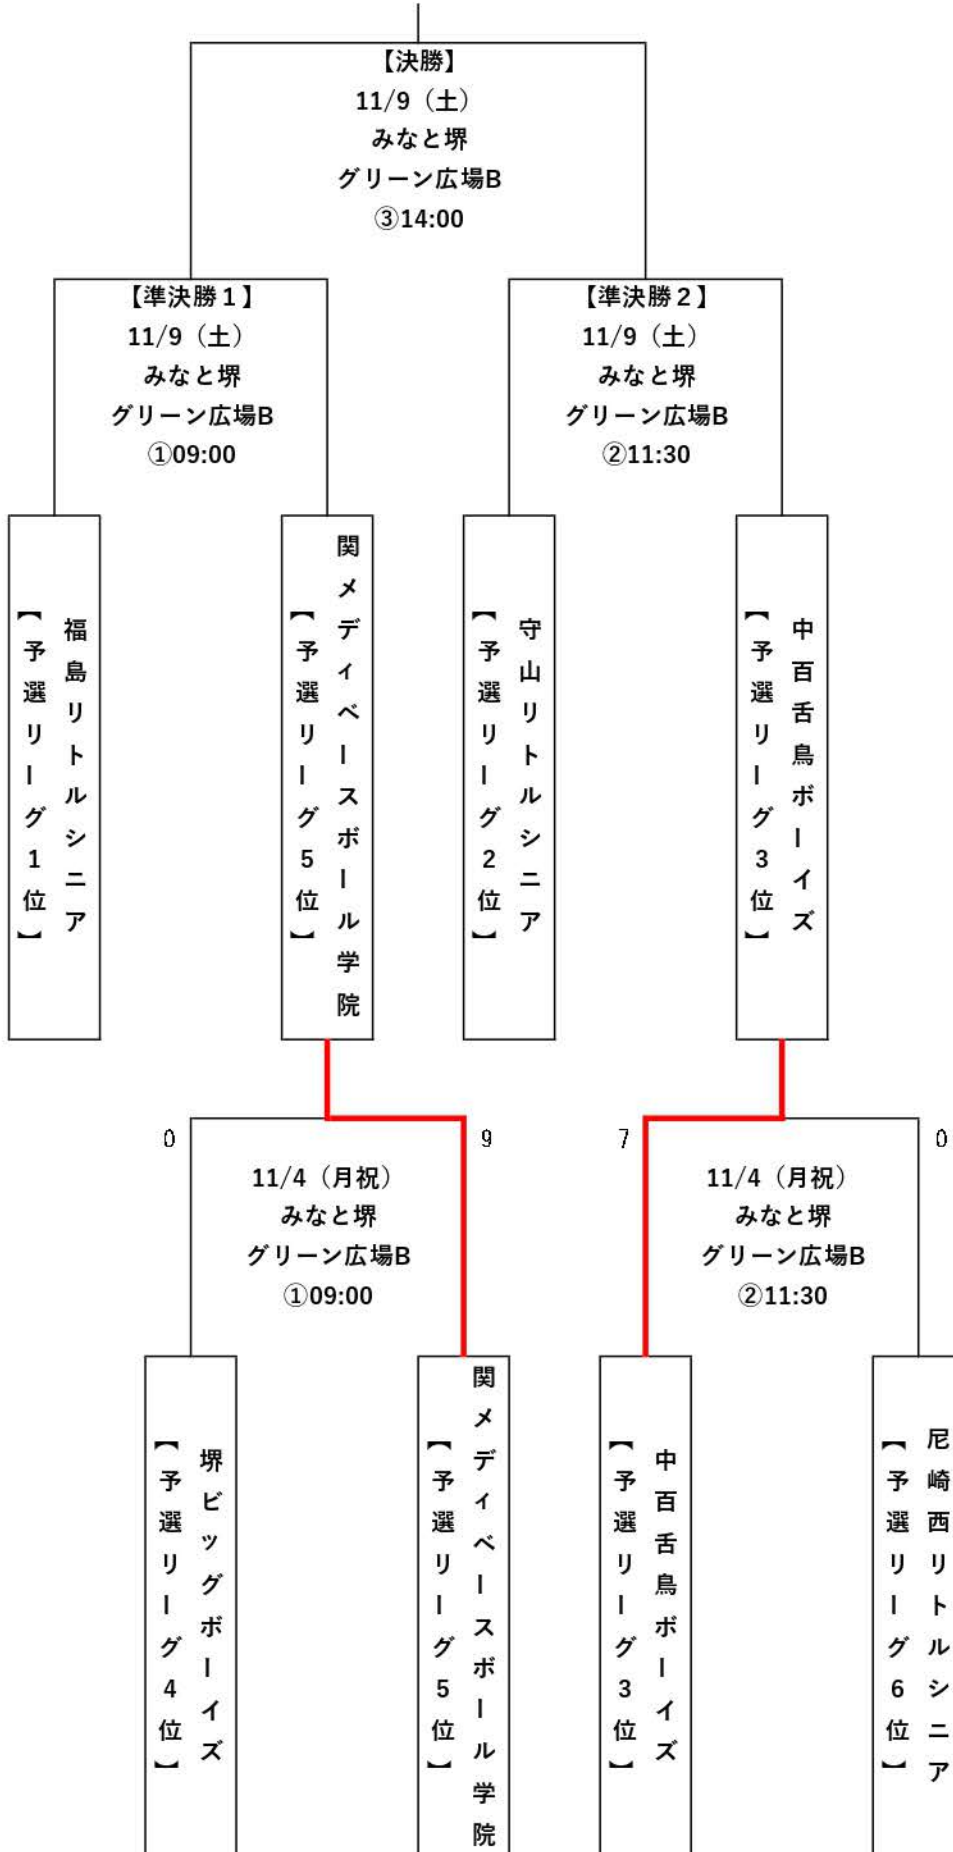 【決勝】
11/9（土）
みなと堺
グリーン広場B
③14:00
【準決勝１】
11/9（土）
みなと堺
グリーン広場B
①09:00
【準決勝２】
11/9（土）
みなと堺
グリーン広場B
②11:30
福島リトルシニア
【予選リーグ1位】
関メディベースボール学院
【予選リーグ5位】
守山リトルシニア
【予選リーグ2位】
中百舌鳥ボーイズ
【予選リーグ3位】
0
9
7
0
11/4（月祝）
みなと堺
グリーン広場B
①09:00
11/4（月祝）
みなと堺
グリーン広場B
②11:30
堺ビッグボーイズ
【予選リーグ4位】
関メディベースボール学院
【予選リーグ5位】
中百舌鳥ボーイズ
【予選リーグ3位】
尼崎西リトルシニア
【予選リーグ6位】